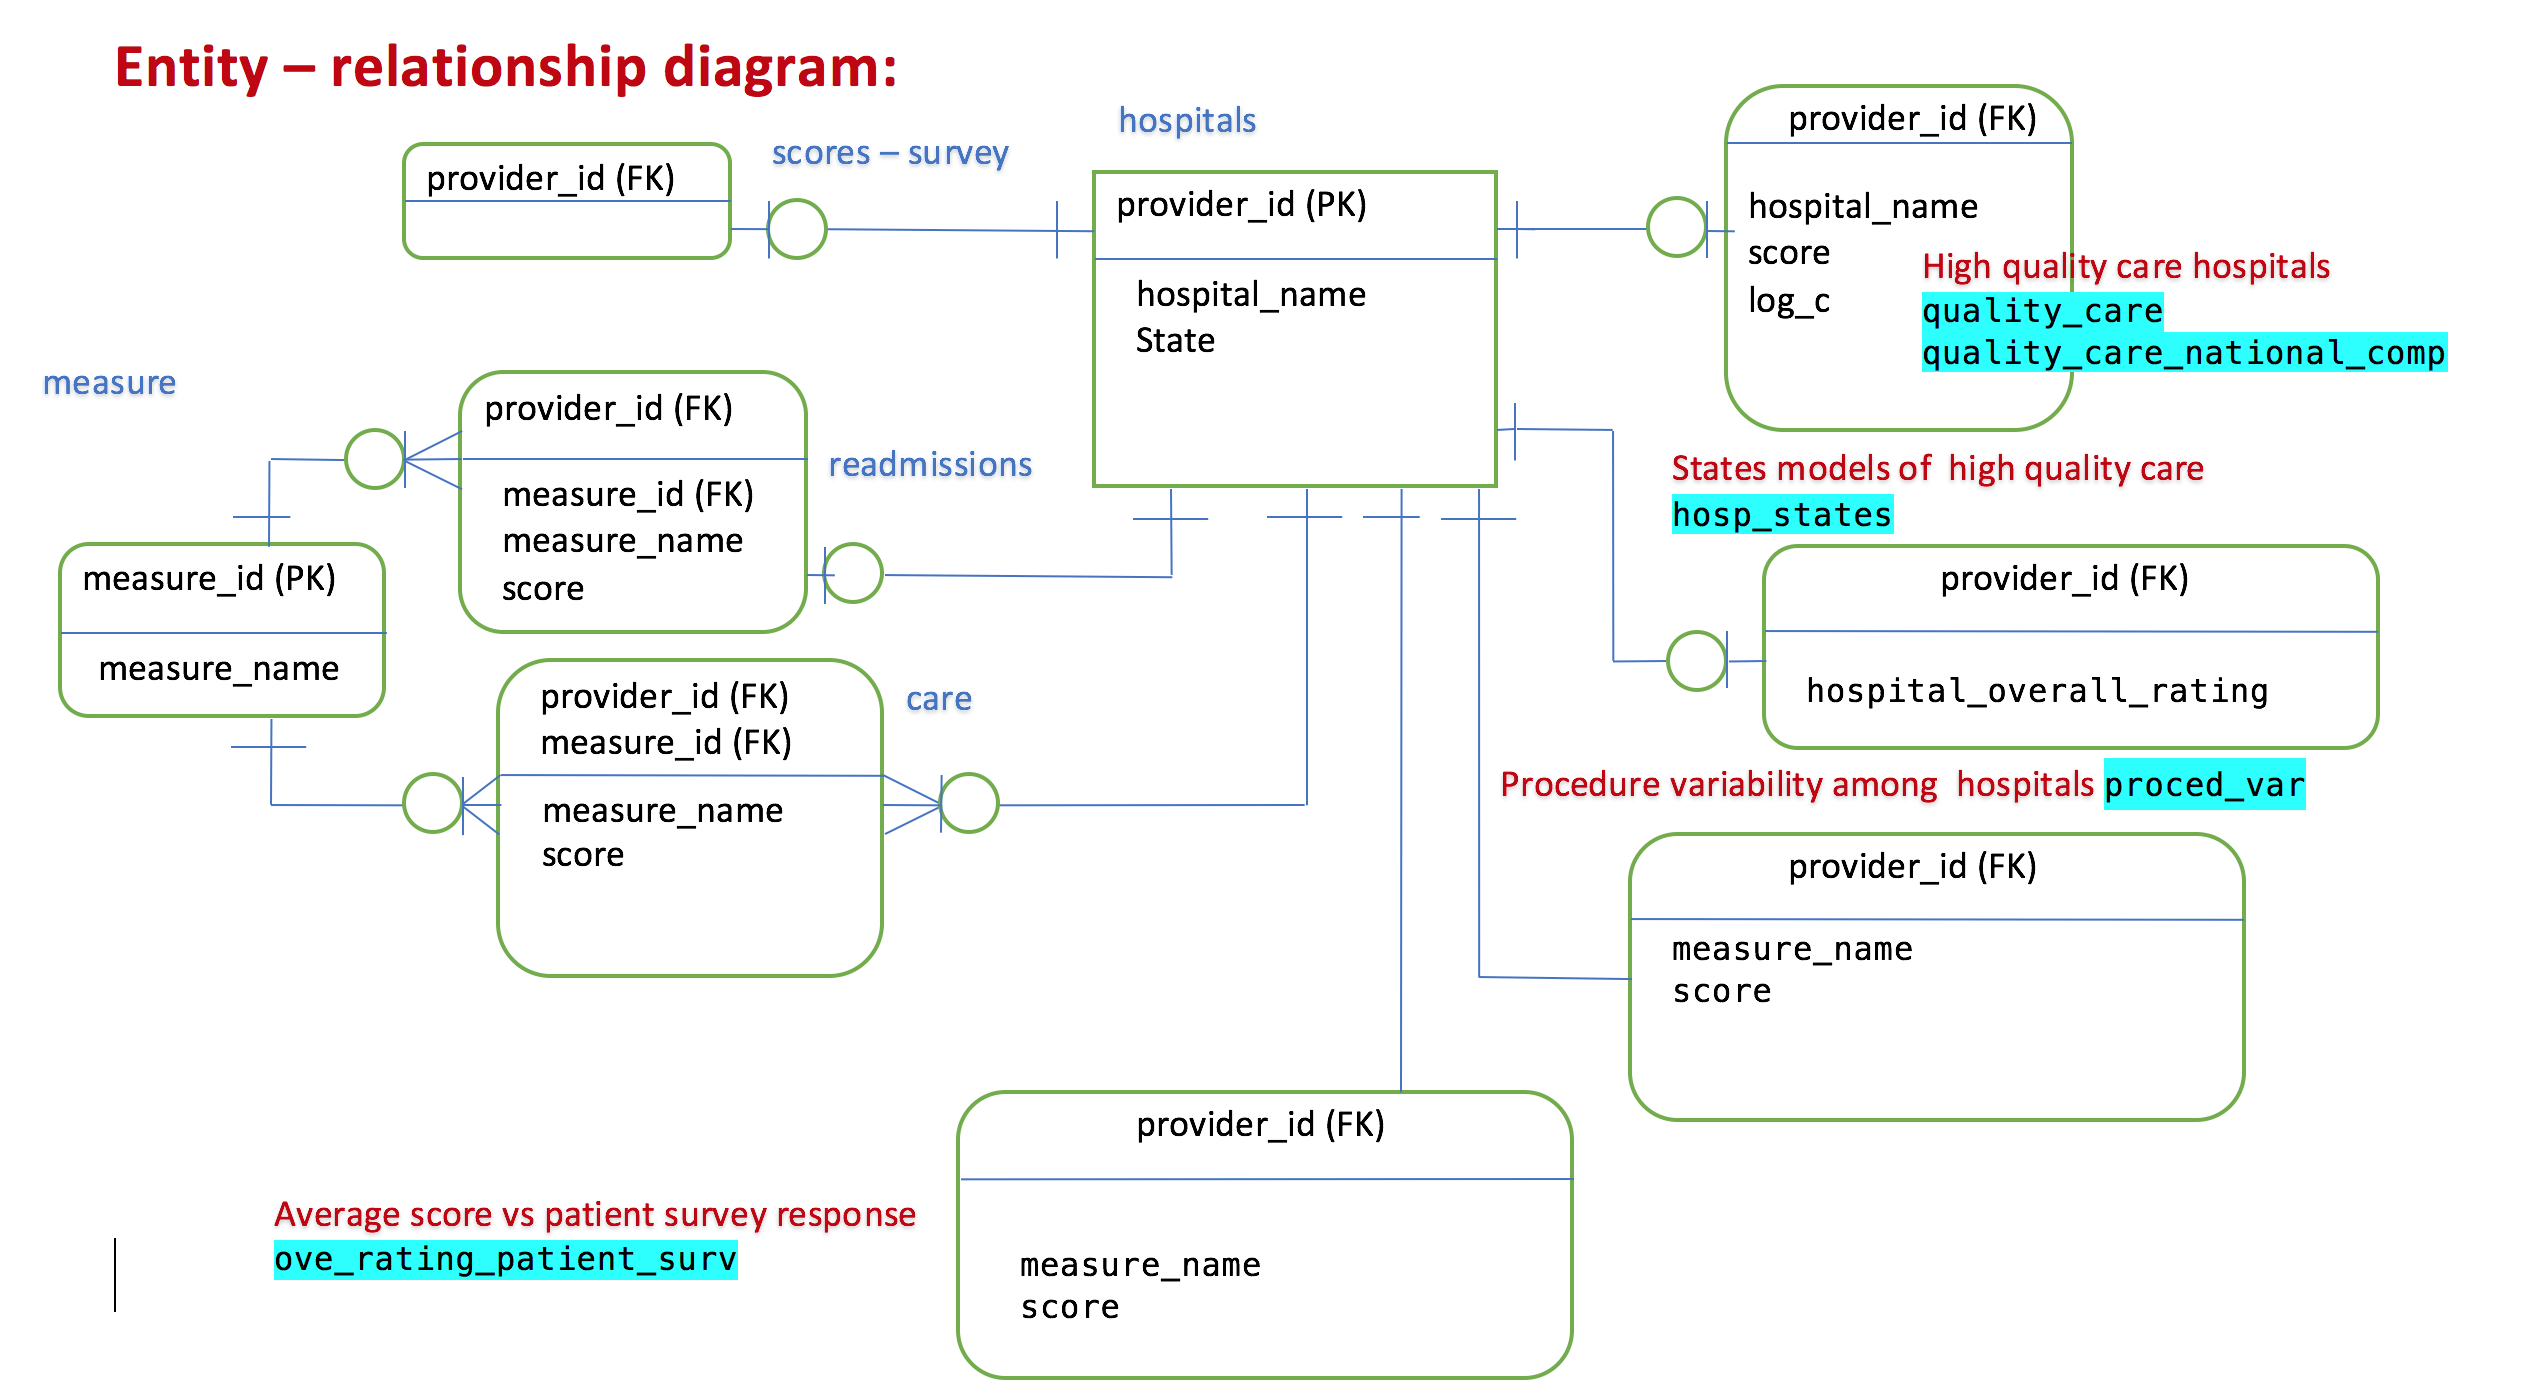 Entity – relationship diagram:
hospitals
scores – survey
provider_id (FK)
provider_id (PK)
hospital_name
State
provider_id (FK)
hospital_name
score
log_c
High quality care hospitals
quality_care
quality_care_national_comp
measure
provider_id (FK)
measure_id (FK)
measure_name
score
readmissions
measure_id (PK)
measure_name
States models of  high quality care
hosp_states
provider_id (FK)
hospital_overall_rating
provider_id (FK)
measure_id (FK)
measure_name
score
care
Procedure variability among  hospitals proced_var
provider_id (FK)
measure_name
score
provider_id (FK)
measure_name
score
Average score vs patient survey response
ove_rating_patient_surv